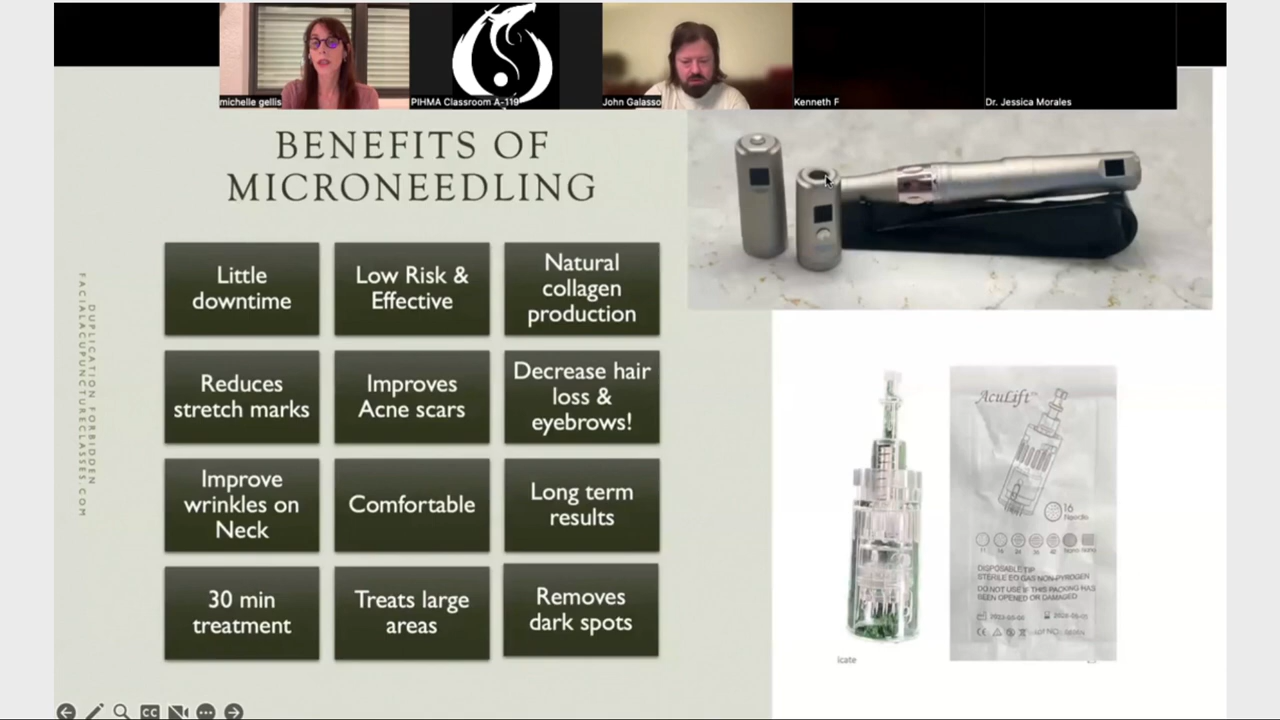 michelle gellis
PIHMA Classroom A-119
John Galasso
Kenneth F
Dr. Jessica Morales
BENEFITS OF
MICRONEEDLING
Little
downtime
Low Risk &
Effective
Natural
collagen
production
Reduces
stretch marks
Improves
Acne scars
Decrease hair
loss &
eyebrows!
Improve
wrinkles on
Neck
Comfortable
Long term
results
30 min
treatment
Treats large
areas
Removes
dark spots
DUPLICATION FORBIDDEN
FACIALACUPUNCTURECLASSES.COM
AcuLift™
16
Needle
DISPOSABLE TIP
STERILE EO GAS NON-PYROGEN
DO NOT USE IF THIS PACKING HAS
BEEN OPENED OR DAMAGED
icate
CC